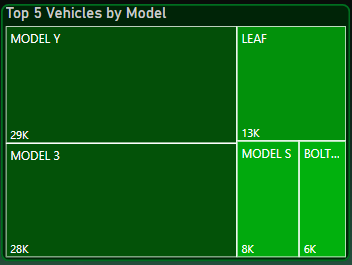 Top 5 Vehicles by Model
MODEL Y
29K
MODEL 3
28K
LEAF
13K
MODEL S
8K
BOLT...
6K